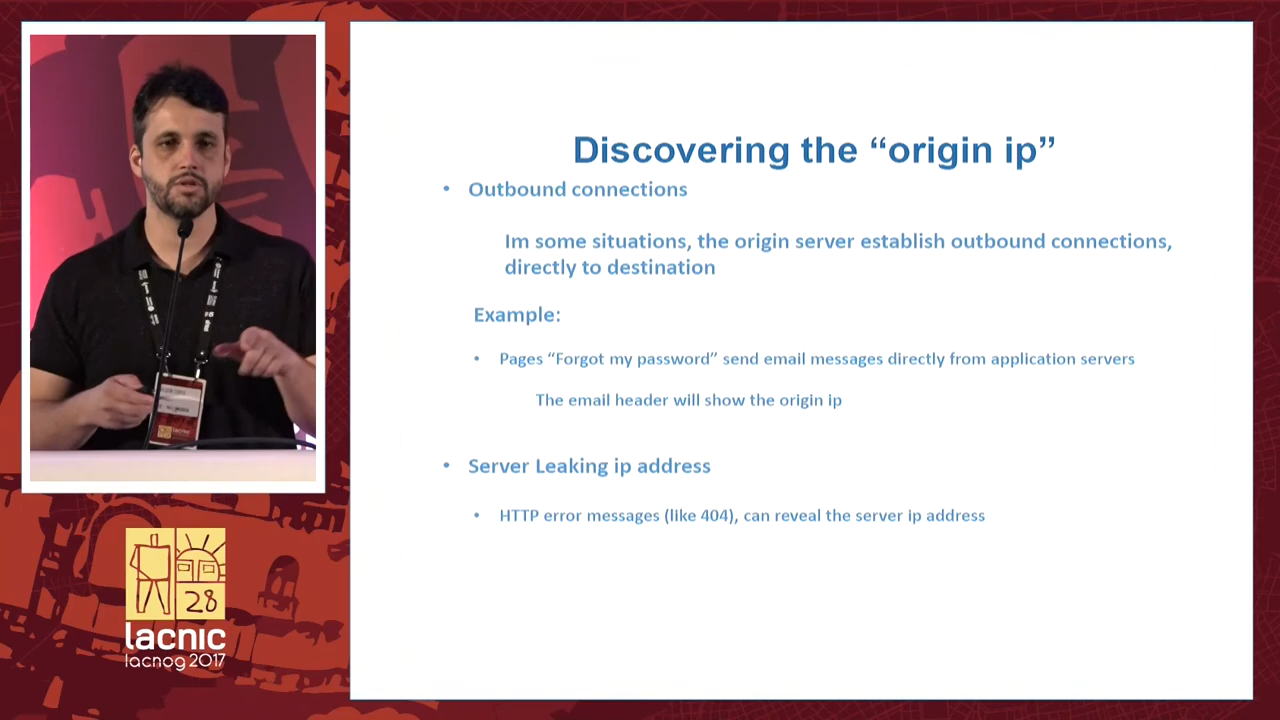 Discovering the “origin ip”
• Outbound connections
Im some situations, the origin server establish outbound connections,
directly to destination
Example:
• Pages “Forgot my password” send email messages directly from application servers
The email header will show the origin ip
• Server Leaking ip address
• HTTP error messages (like 404), can reveal the server ip address
28
lacnic
lacnog 2017